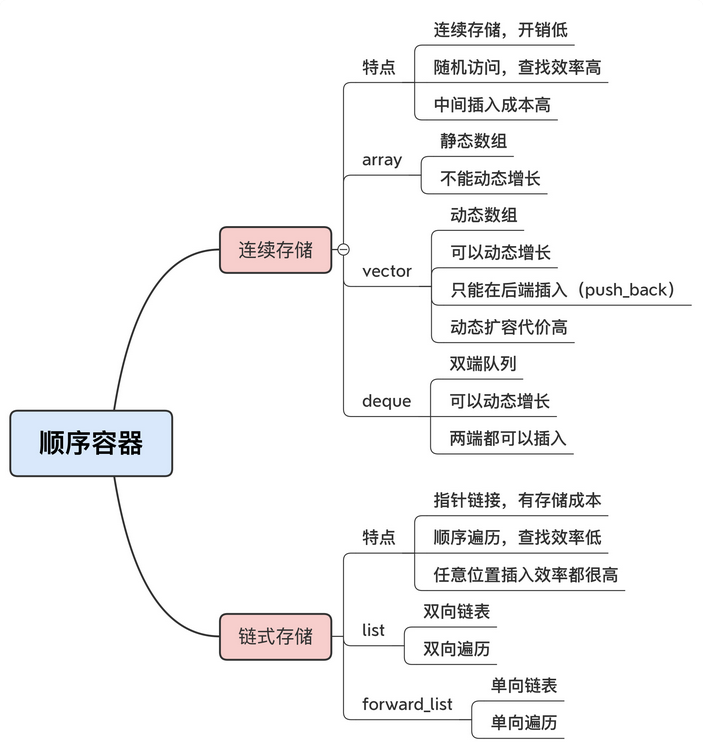 顺序容器
连续存储
特点
连续存储，开销低
随机访问，查找效率高
中间插入成本高
array
静态数组
不能动态增长
vector
动态数组
可以动态增长
只能在后端插入（push_back）
动态扩容代价高
deque
双端队列
可以动态增长
两端都可以插入
链式存储
特点
指针链接，有存储成本
顺序遍历，查找效率低
任意位置插入效率都很高
list
双向链表
双向遍历
forward_list
单向链表
单向遍历